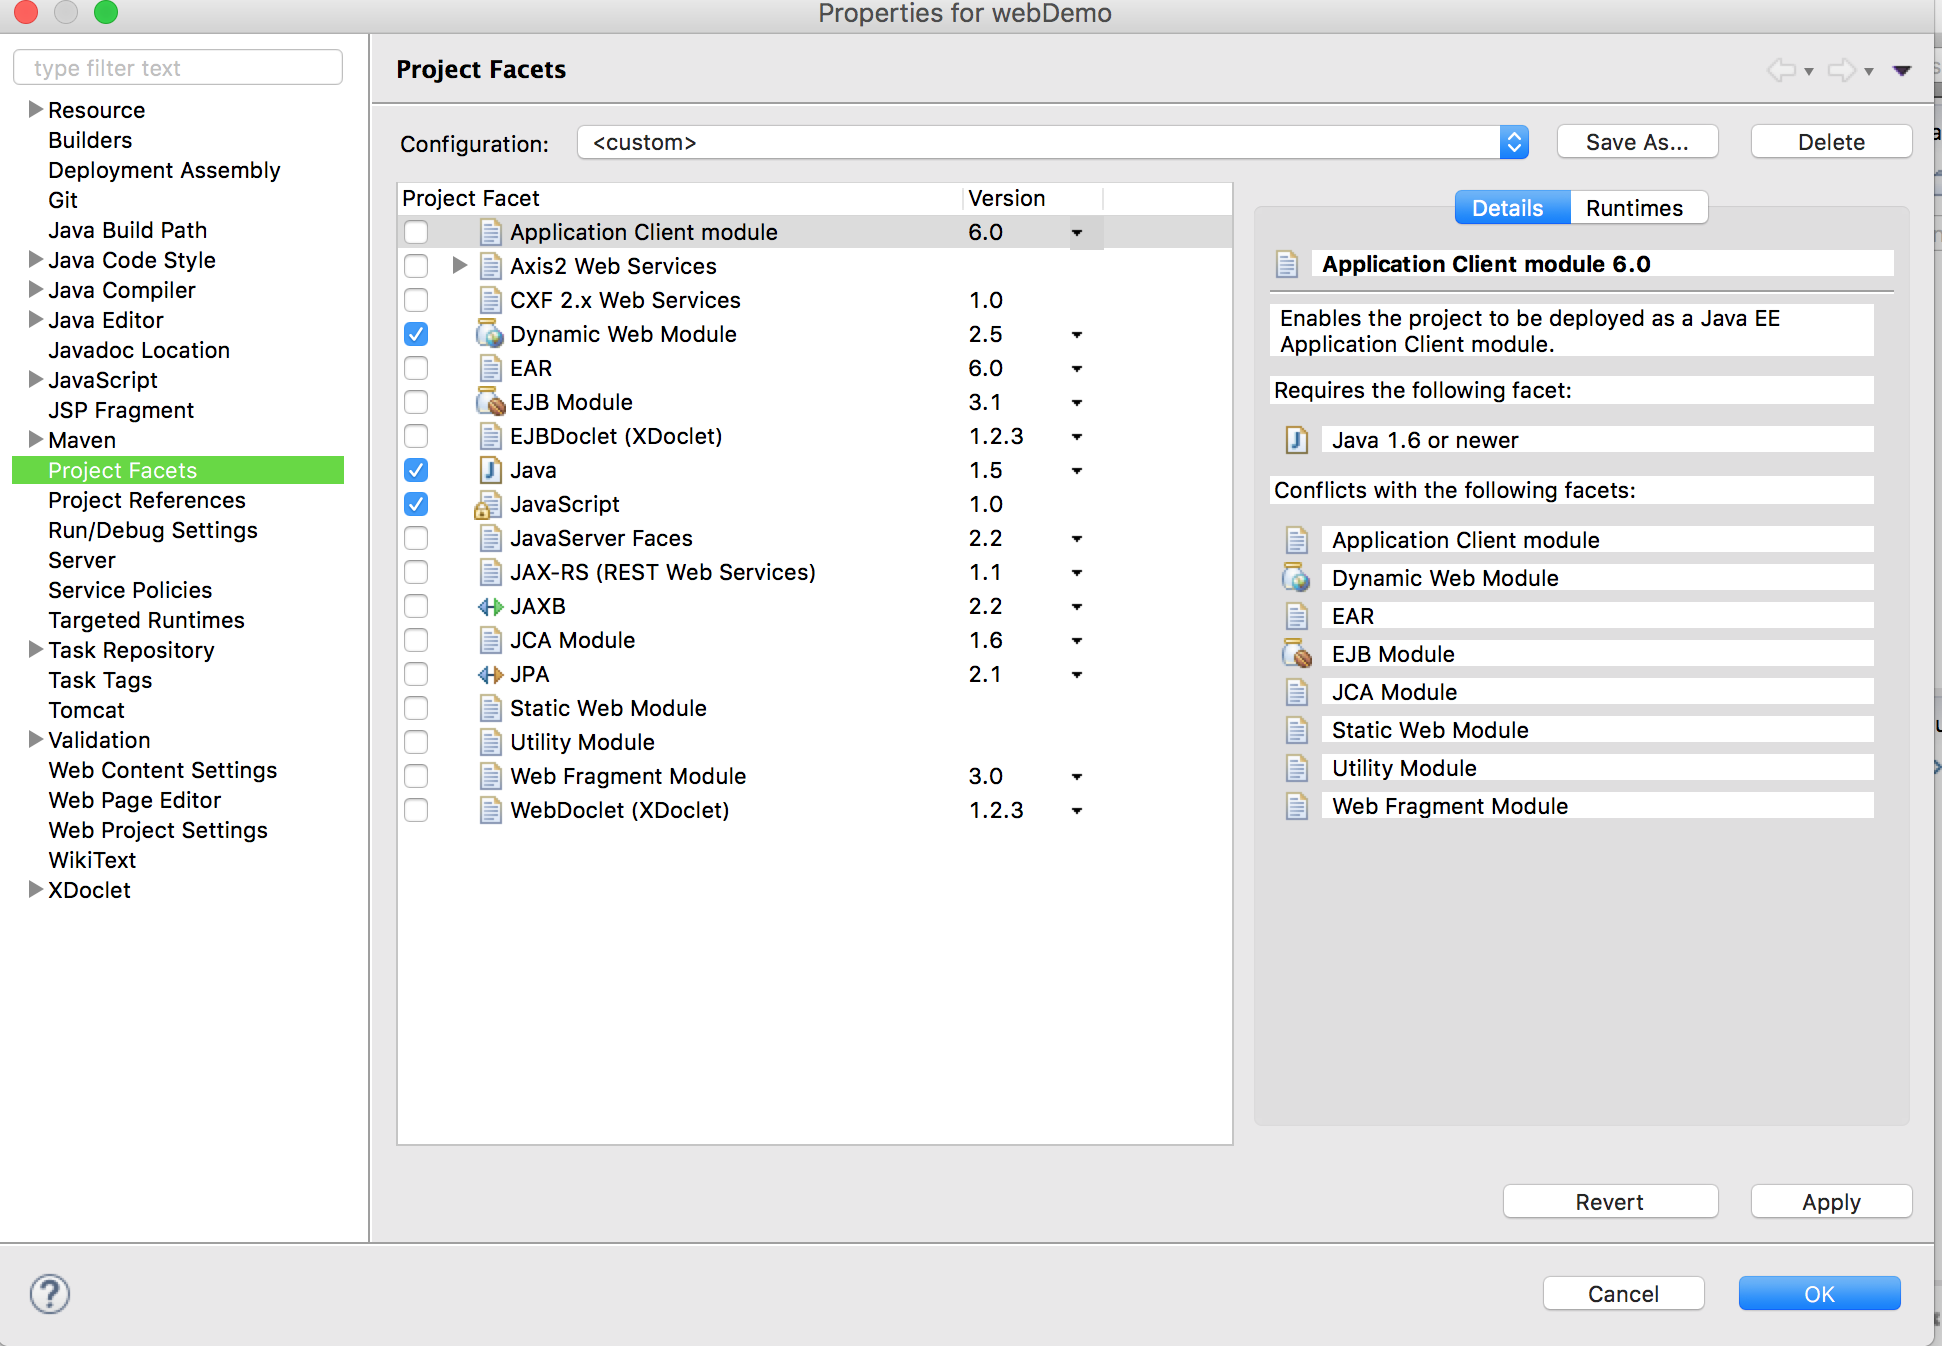 Properties for webDemo
type filter text
Resource
Builders
Deployment Assembly
Git
Java Build Path
Java Code Style
Java Compiler
Java Editor
Javadoc Location
JavaScript
JSP Fragment
Maven
Project Facets
Project References
Run/Debug Settings
Server
Service Policies
Targeted Runtimes
Task Repository
Task Tags
Tomcat
Validation
Web Content Settings
Web Page Editor
Web Project Settings
WikiText
XDoclet
Project Facets
Configuration: <custom> Save As... Delete
Project Facet Version
Application Client module 6.0
Axis2 Web Services
CXF 2.x Web Services 1.0
Dynamic Web Module 2.5
EAR 6.0
EJB Module 3.1
EJBDoclet (XDoclet) 1.2.3
Java 1.5
JavaScript 1.0
JavaServer Faces 2.2
JAX-RS (REST Web Services) 1.1
JAXB 2.2
JCA Module 1.6
JPA 2.1
Static Web Module
Utility Module
Web Fragment Module 3.0
WebDoclet (XDoclet) 1.2.3
Details Runtimes
Application Client module 6.0
Enables the project to be deployed as a Java EE
Application Client module.
Requires the following facet:
Java 1.6 or newer
Conflicts with the following facets:
Application Client module
Dynamic Web Module
EAR
EJB Module
JCA Module
Static Web Module
Utility Module
Web Fragment Module
Revert Apply
? Cancel OK